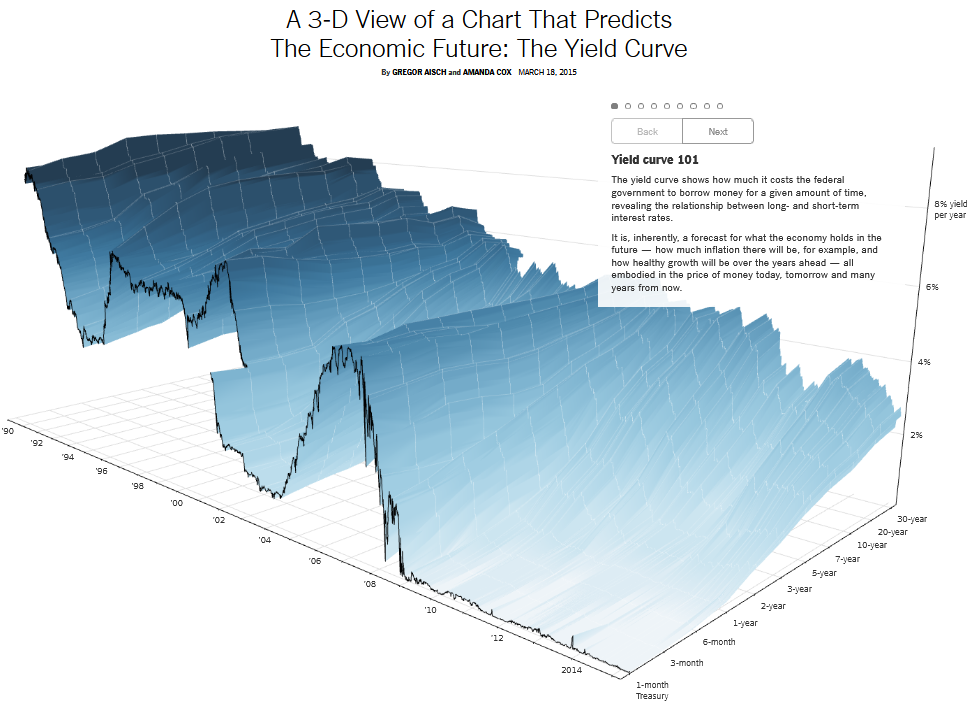 A 3-D View of a Chart That Predicts
The Economic Future: The Yield Curve
By GREGOR AISCH and AMANDA COX MARCH 18, 2015
Back Next
Yield curve 101
The yield curve shows how much it costs the federal
government to borrow money for a given amount of time,
revealing the relationship between long- and short-term
interest rates.
It is, inherently, a forecast for what the economy holds in the
future — how much inflation there will be, for example, and
how healthy growth will be over the years ahead — all
embodied in the price of money today, tomorrow and many
years from now.
8% yield
per year
6%
4%
2%
'90
'92
'94
'96
'98
'00
'02
'04
'06
'08
'10
'12
2014
30-year
20-year
10-year
7-year
5-year
3-year
2-year
1-year
6-month
3-month
1-month
Treasury